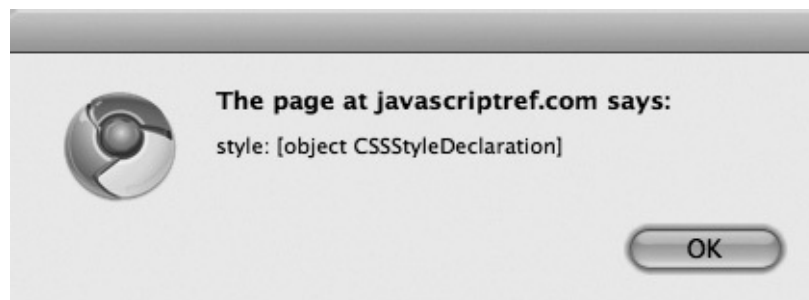 The page at javascriptref.com says:
style: [object CSSStyleDeclaration]
OK